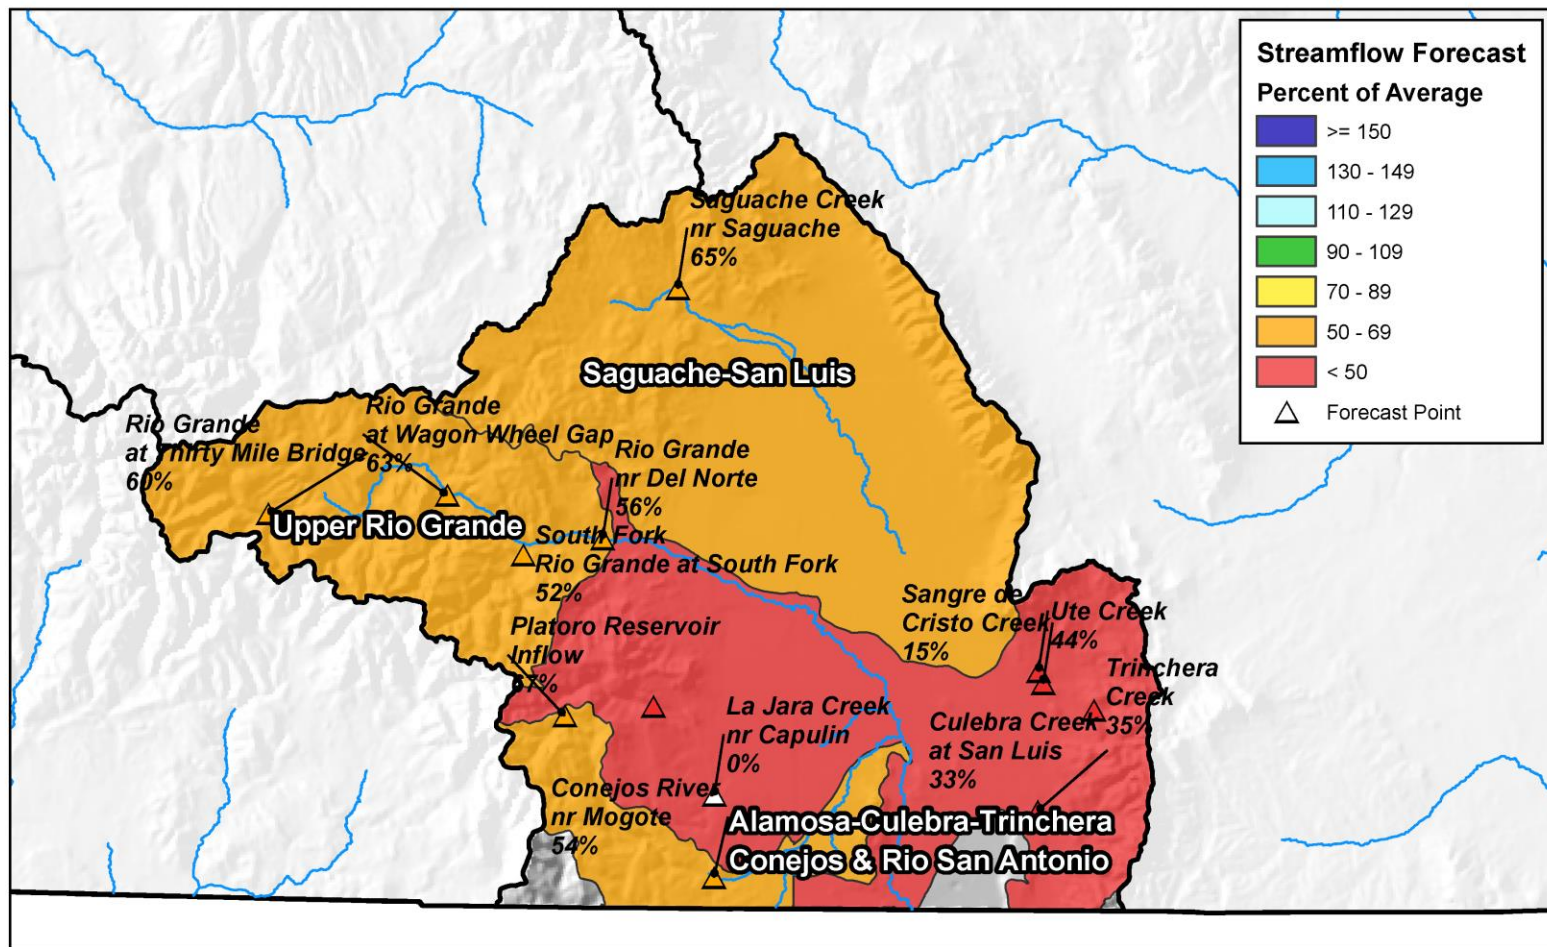 Streamflow Forecast
Percent of Average
>= 150
130 - 149
110 - 129
90 - 109
70 - 89
50 - 69
< 50
Forecast Point
Saguache Creek
nr Saguache
65%
Saguache-San Luis
Rio Grande
at Thifty Mile Bridge
60%
Rio Grande
at Wagon Wheel Gap
63%
Rio Grande
nr Del Norte
56%
Upper Rio Grande
South Fork
Rio Grande at South Fork
52%
Platoro Reservoir
Inflow
67%
Sangre de
Cristo Creek
15%
Ute Creek
44%
Trinchera
Creek
35%
La Jara Creek
nr Capulin
0%
Culebra Creek
at San Luis
33%
Conejos River
nr Mogote
54%
Alamosa-Culebra-Trinchera
Conejos & Rio San Antonio